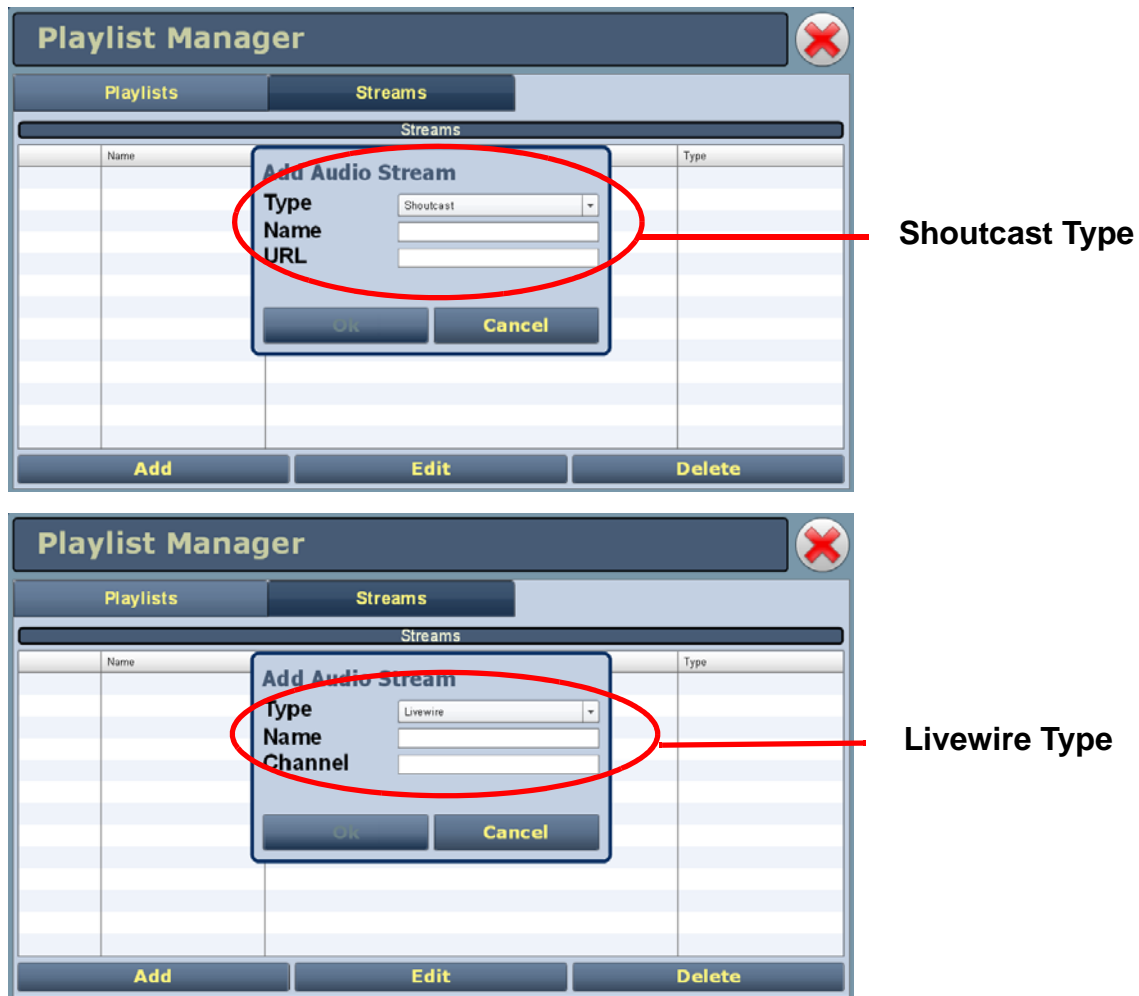 Playlist Manager
Playlists Streams
Streams
Name Type
Add Audio Stream
Type Shoutcast
Name
URL
Ok Cancel
Add Edit Delete
Shoutcast Type
Playlist Manager
Playlists Streams
Streams
Name Type
Add Audio Stream
Type Livewire
Name
Channel
Ok Cancel
Add Edit Delete
Livewire Type